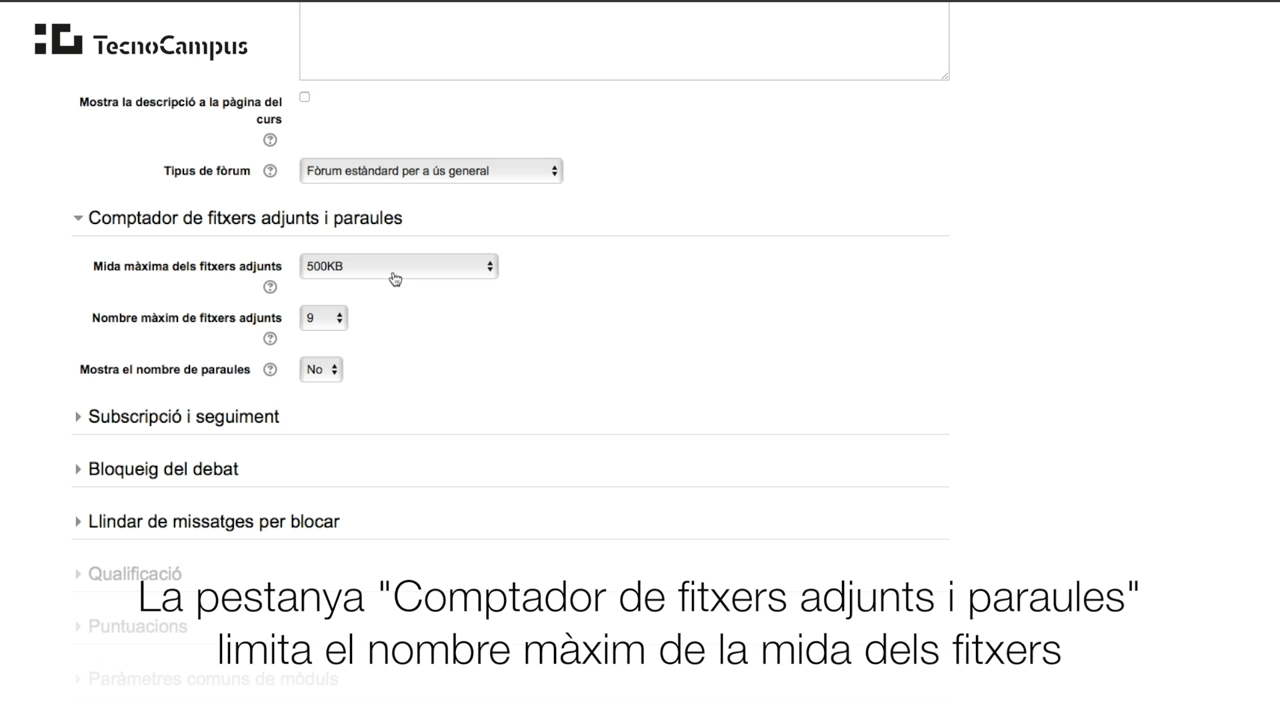 TecnoCampus
Mostra la descripció a la pàgina del
curs
Tipus de fòrum
Fòrum estàndard per a ús general
Comptador de fitxers adjunts i paraules
Mida màxima dels fitxers adjunts
500KB
Nombre màxim de fitxers adjunts
9
Mostra el nombre de paraules
No
Subscripció i seguiment
Bloqueig del debat
Llindar de missatges per blocar
Qualificació
La pestanya "Comptador de fitxers adjunts i paraules"
Puntuacions
limita el nombre màxim de la mida dels fitxers
Paràmetres comuns de mòduls